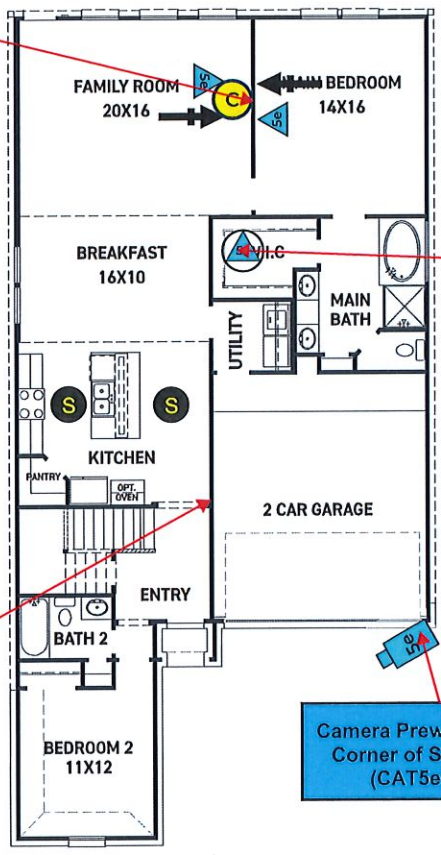 FAMILY ROOM
20X16
5e
C
MAIN BEDROOM
14X16
5e
BREAKFAST
16X10
W.I.C
MAIN
BATH
UTILITY
S
S
KITCHEN
PANTRY
OPT.
OVEN
2 CAR GARAGE
ENTRY
BATH 2
5e
BEDROOM 2
11X12
Camera Prew
Corner of S
(CAT5e